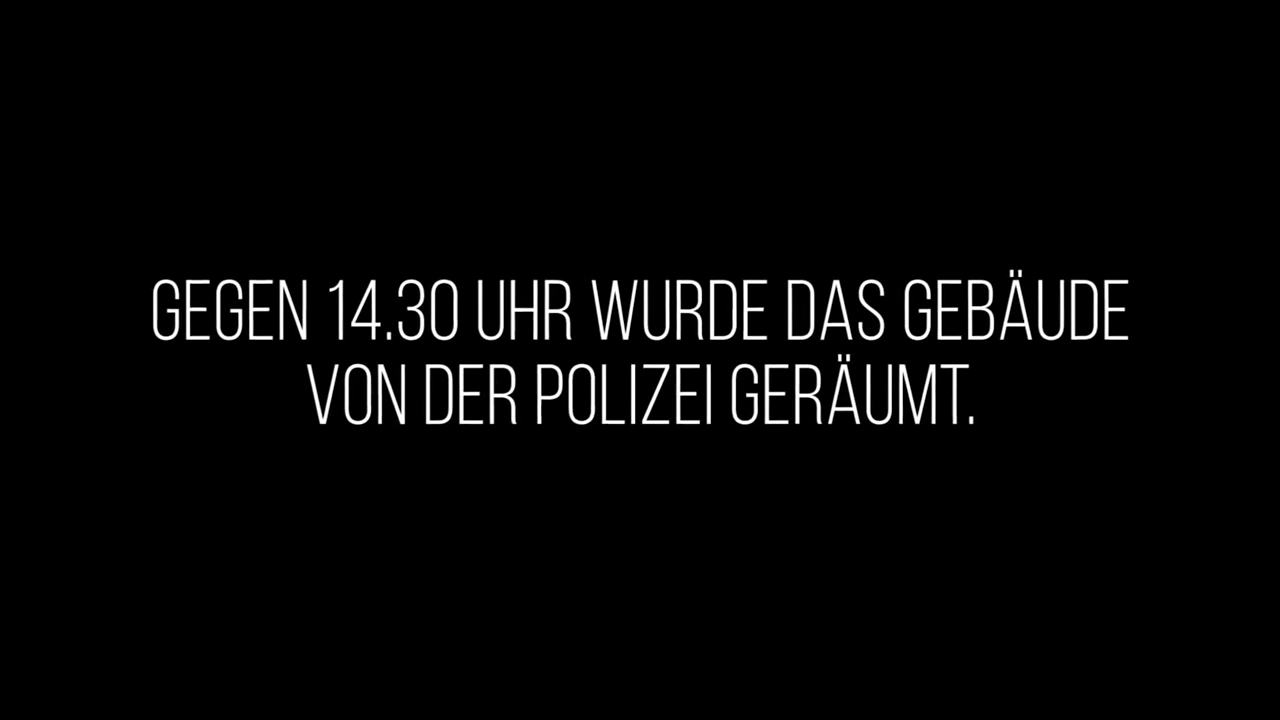 GEGEN 14.30 UHR WURDE DAS GEBÄUDE
VON DER POLIZEI GERÄUMT.